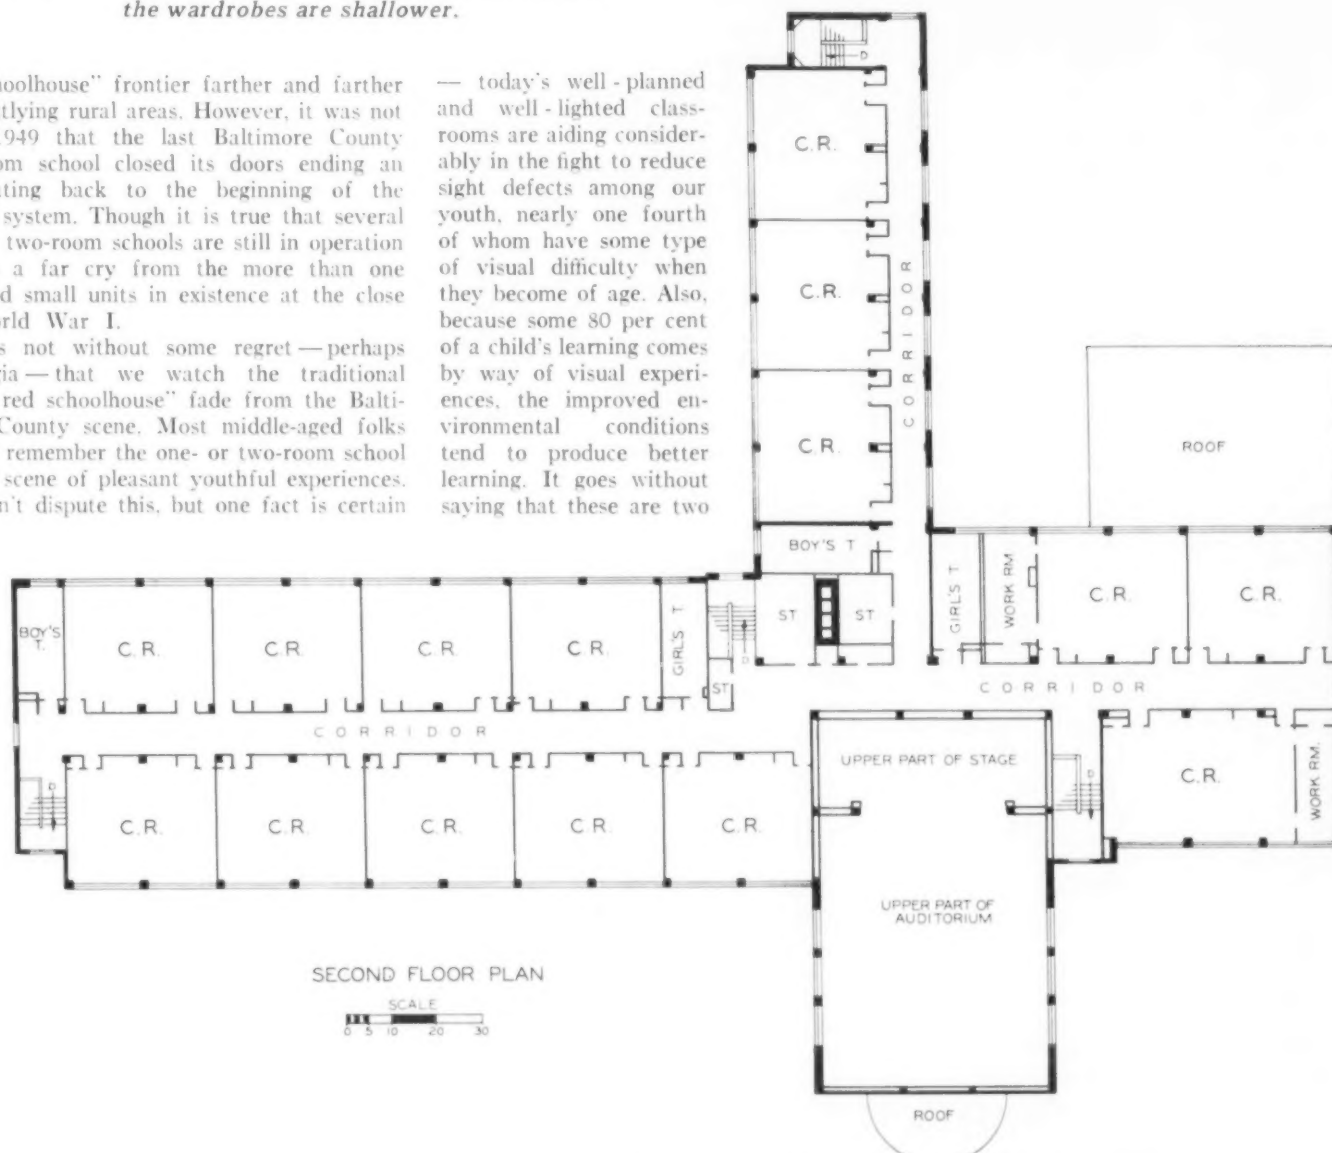 the wardrobes are shallower.
oolhouse" frontier farther and farther
tlying rural areas. However, it was not
1949 that the last Baltimore County
om school closed its doors ending an
ting back to the beginning of the
system. Though it is true that several
two-room schools are still in operation
a far cry from the more than one
d small units in existence at the close
rld War I.
s not without some regret — perhaps
ria — that we watch the traditional
red schoolhouse" fade from the Balti-
County scene. Most middle-aged folks
remember the one- or two-room school
scene of pleasant youthful experiences.
n't dispute this, but one fact is certain
— today's well-planned
and well-lighted class-
rooms are aiding consider-
ably in the fight to reduce
sight defects among our
youth, nearly one fourth
of whom have some type
of visual difficulty when
they become of age. Also,
because some 80 per cent
of a child's learning comes
by way of visual experi-
ences, the improved en-
vironmental conditions
tend to produce better
learning. It goes without
saying that these are two
D
C.R.
C.R.
C.R.
CORRIDOR
ROOF
BOY'S T
ST
ST
GIRL'S T
WORK RM
C.R.
C.R.
CORRIDOR
BOY'S
T.
C.R.
C.R.
C.R.
C.R.
GIRL'S T
D
ST
CORRIDOR
D
C.R.
C.R.
C.R.
C.R.
C.R.
UPPER PART OF STAGE
D
C.R.
WORK RM.
UPPER PART OF
AUDITORIUM
ROOF
SECOND FLOOR PLAN
SCALE
0 5 10 20 30